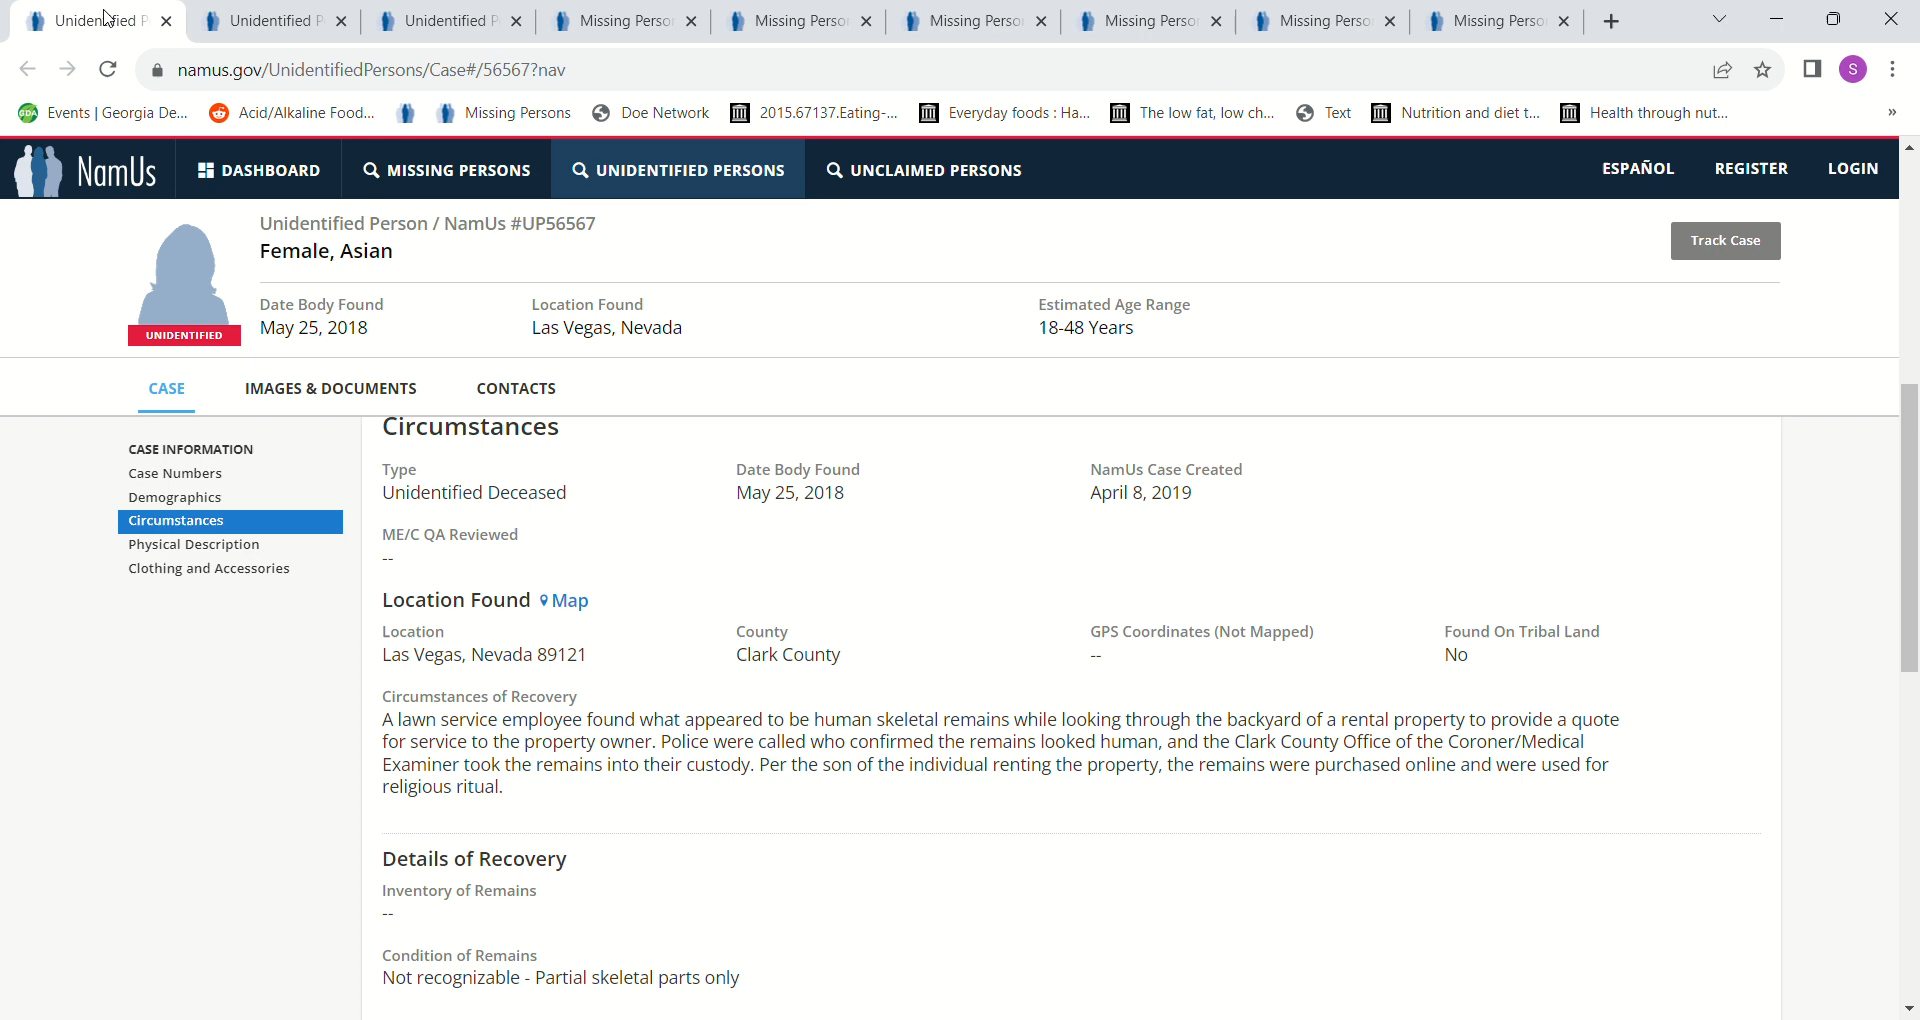 Unidentified P
Unidentified P
Unidentified P
Missing Perso
Missing Perso
Missing Perso
Missing Perso
Missing Perso
Missing Perso
namus.gov/UnidentifiedPersons/Case#/56567?nav
S
GDA
Events | Georgia De...
Acid/Alkaline Food...
Missing Persons
Doe Network
2015.67137.Eating-...
Everyday foods : Ha...
The low fat, low ch...
Text
Nutrition and diet t...
Health through nut...
»
NamUs
DASHBOARD
MISSING PERSONS
UNIDENTIFIED PERSONS
UNCLAIMED PERSONS
ESPAÑOL
REGISTER
LOGIN
Unidentified Person / NamUs #UP56567
Female, Asian
Track Case
UNIDENTIFIED
Date Body Found
May 25, 2018
Location Found
Las Vegas, Nevada
Estimated Age Range
18-48 Years
CASE
IMAGES & DOCUMENTS
CONTACTS
CASE INFORMATION
Case Numbers
Demographics
Circumstances
Physical Description
Clothing and Accessories
Circumstances
Type
Unidentified Deceased
Date Body Found
May 25, 2018
NamUs Case Created
April 8, 2019
ME/C QA Reviewed
--
Location Found Map
Location
Las Vegas, Nevada 89121
County
Clark County
GPS Coordinates (Not Mapped)
--
Found On Tribal Land
No
Circumstances of Recovery
A lawn service employee found what appeared to be human skeletal remains while looking through the backyard of a rental property to provide a quote
for service to the property owner. Police were called who confirmed the remains looked human, and the Clark County Office of the Coroner/Medical
Examiner took the remains into their custody. Per the son of the individual renting the property, the remains were purchased online and were used for
religious ritual.
Details of Recovery
Inventory of Remains
--
Condition of Remains
Not recognizable - Partial skeletal parts only